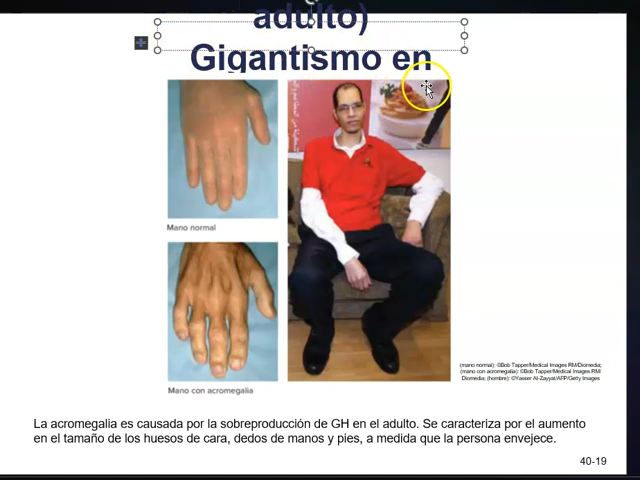 adulto)
Gigantismo en
Mano normal
Mano con acromegalia
(mano normal): ©Bob Tapper/Medical Images RM/Diomedia;
(mano con acromegalia): ©Bob Tapper/Medical Images RM/
Diomedia; (hombre): ©Yasser Al-Zayyat/AFP/Getty Images
La acromegalia es causada por la sobreproducción de GH en el adulto. Se caracteriza por el aumento
en el tamaño de los huesos de cara, dedos de manos y pies, a medida que la persona envejece.
40-19